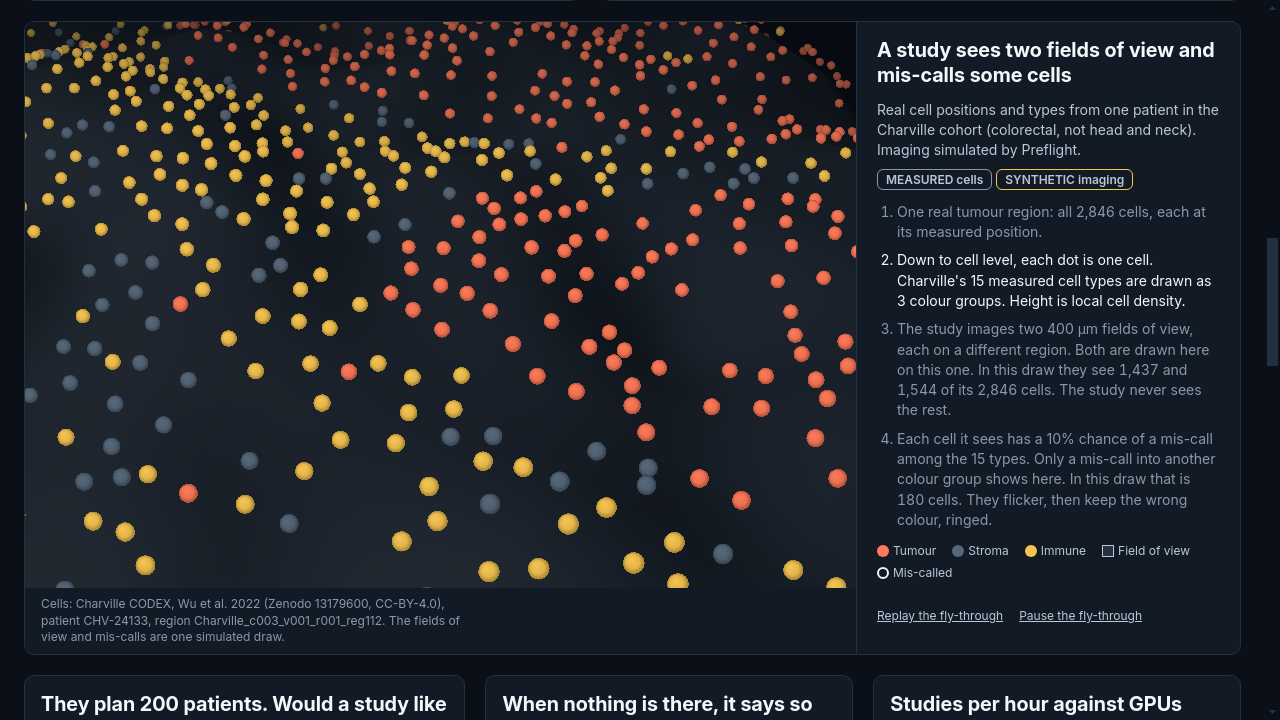 A study sees two fields of view and
mis-calls some cells
Real cell positions and types from one patient in the
Charville cohort (colorectal, not head and neck).
Imaging simulated by Preflight.
MEASURED cells SYNTHETIC imaging
1. One real tumour region: all 2,846 cells, each at
its measured position.
2. Down to cell level, each dot is one cell.
Charville's 15 measured cell types are drawn as
3 colour groups. Height is local cell density.
3. The study images two 400 µm fields of view,
each on a different region. Both are drawn here
on this one. In this draw they see 1,437 and
1,544 of its 2,846 cells. The study never sees
the rest.
4. Each cell it sees has a 10% chance of a mis-call
among the 15 types. Only a mis-call into another
colour group shows here. In this draw that is
180 cells. They flicker, then keep the wrong
colour, ringed.
Tumour Stroma Immune Field of view
Mis-called
Replay the fly-through Pause the fly-through
Cells: Charville CODEX, Wu et al. 2022 (Zenodo 13179600, CC-BY-4.0),
patient CHV-24133, region Charville_c003_v001_r001_reg112. The fields of
view and mis-calls are one simulated draw.
They plan 200 patients. Would a study like
When nothing is there, it says so
Studies per hour against GPUs